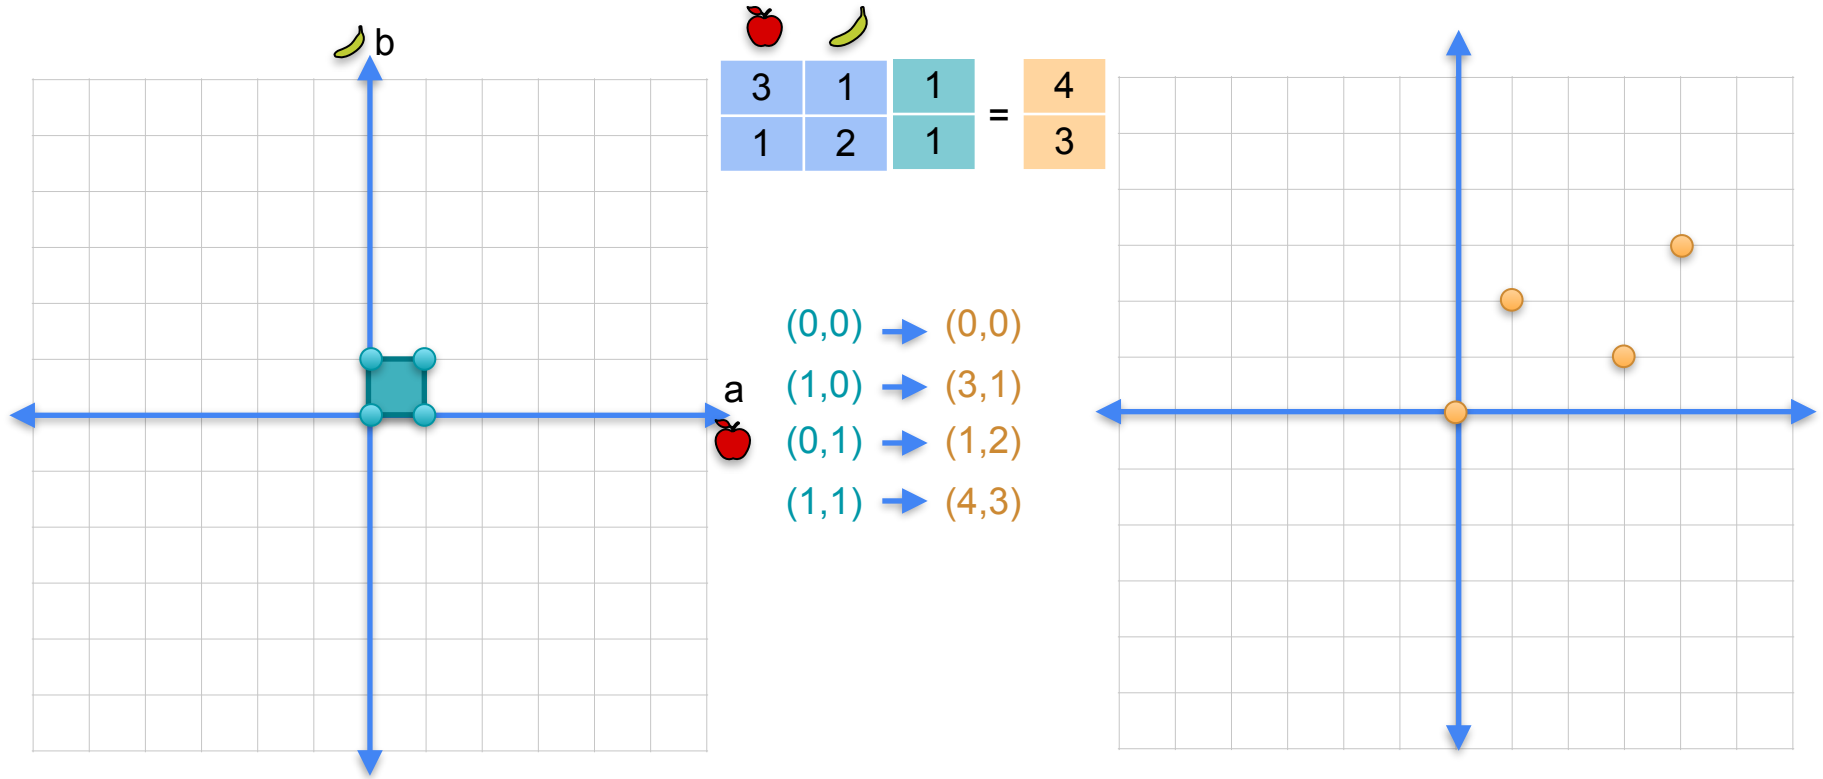 b
3 1 1 = 4
1 2 1 3
a
(0,0) (0,0)
(1,0) (3,1)
(0,1) (1,2)
(1,1) (4,3)